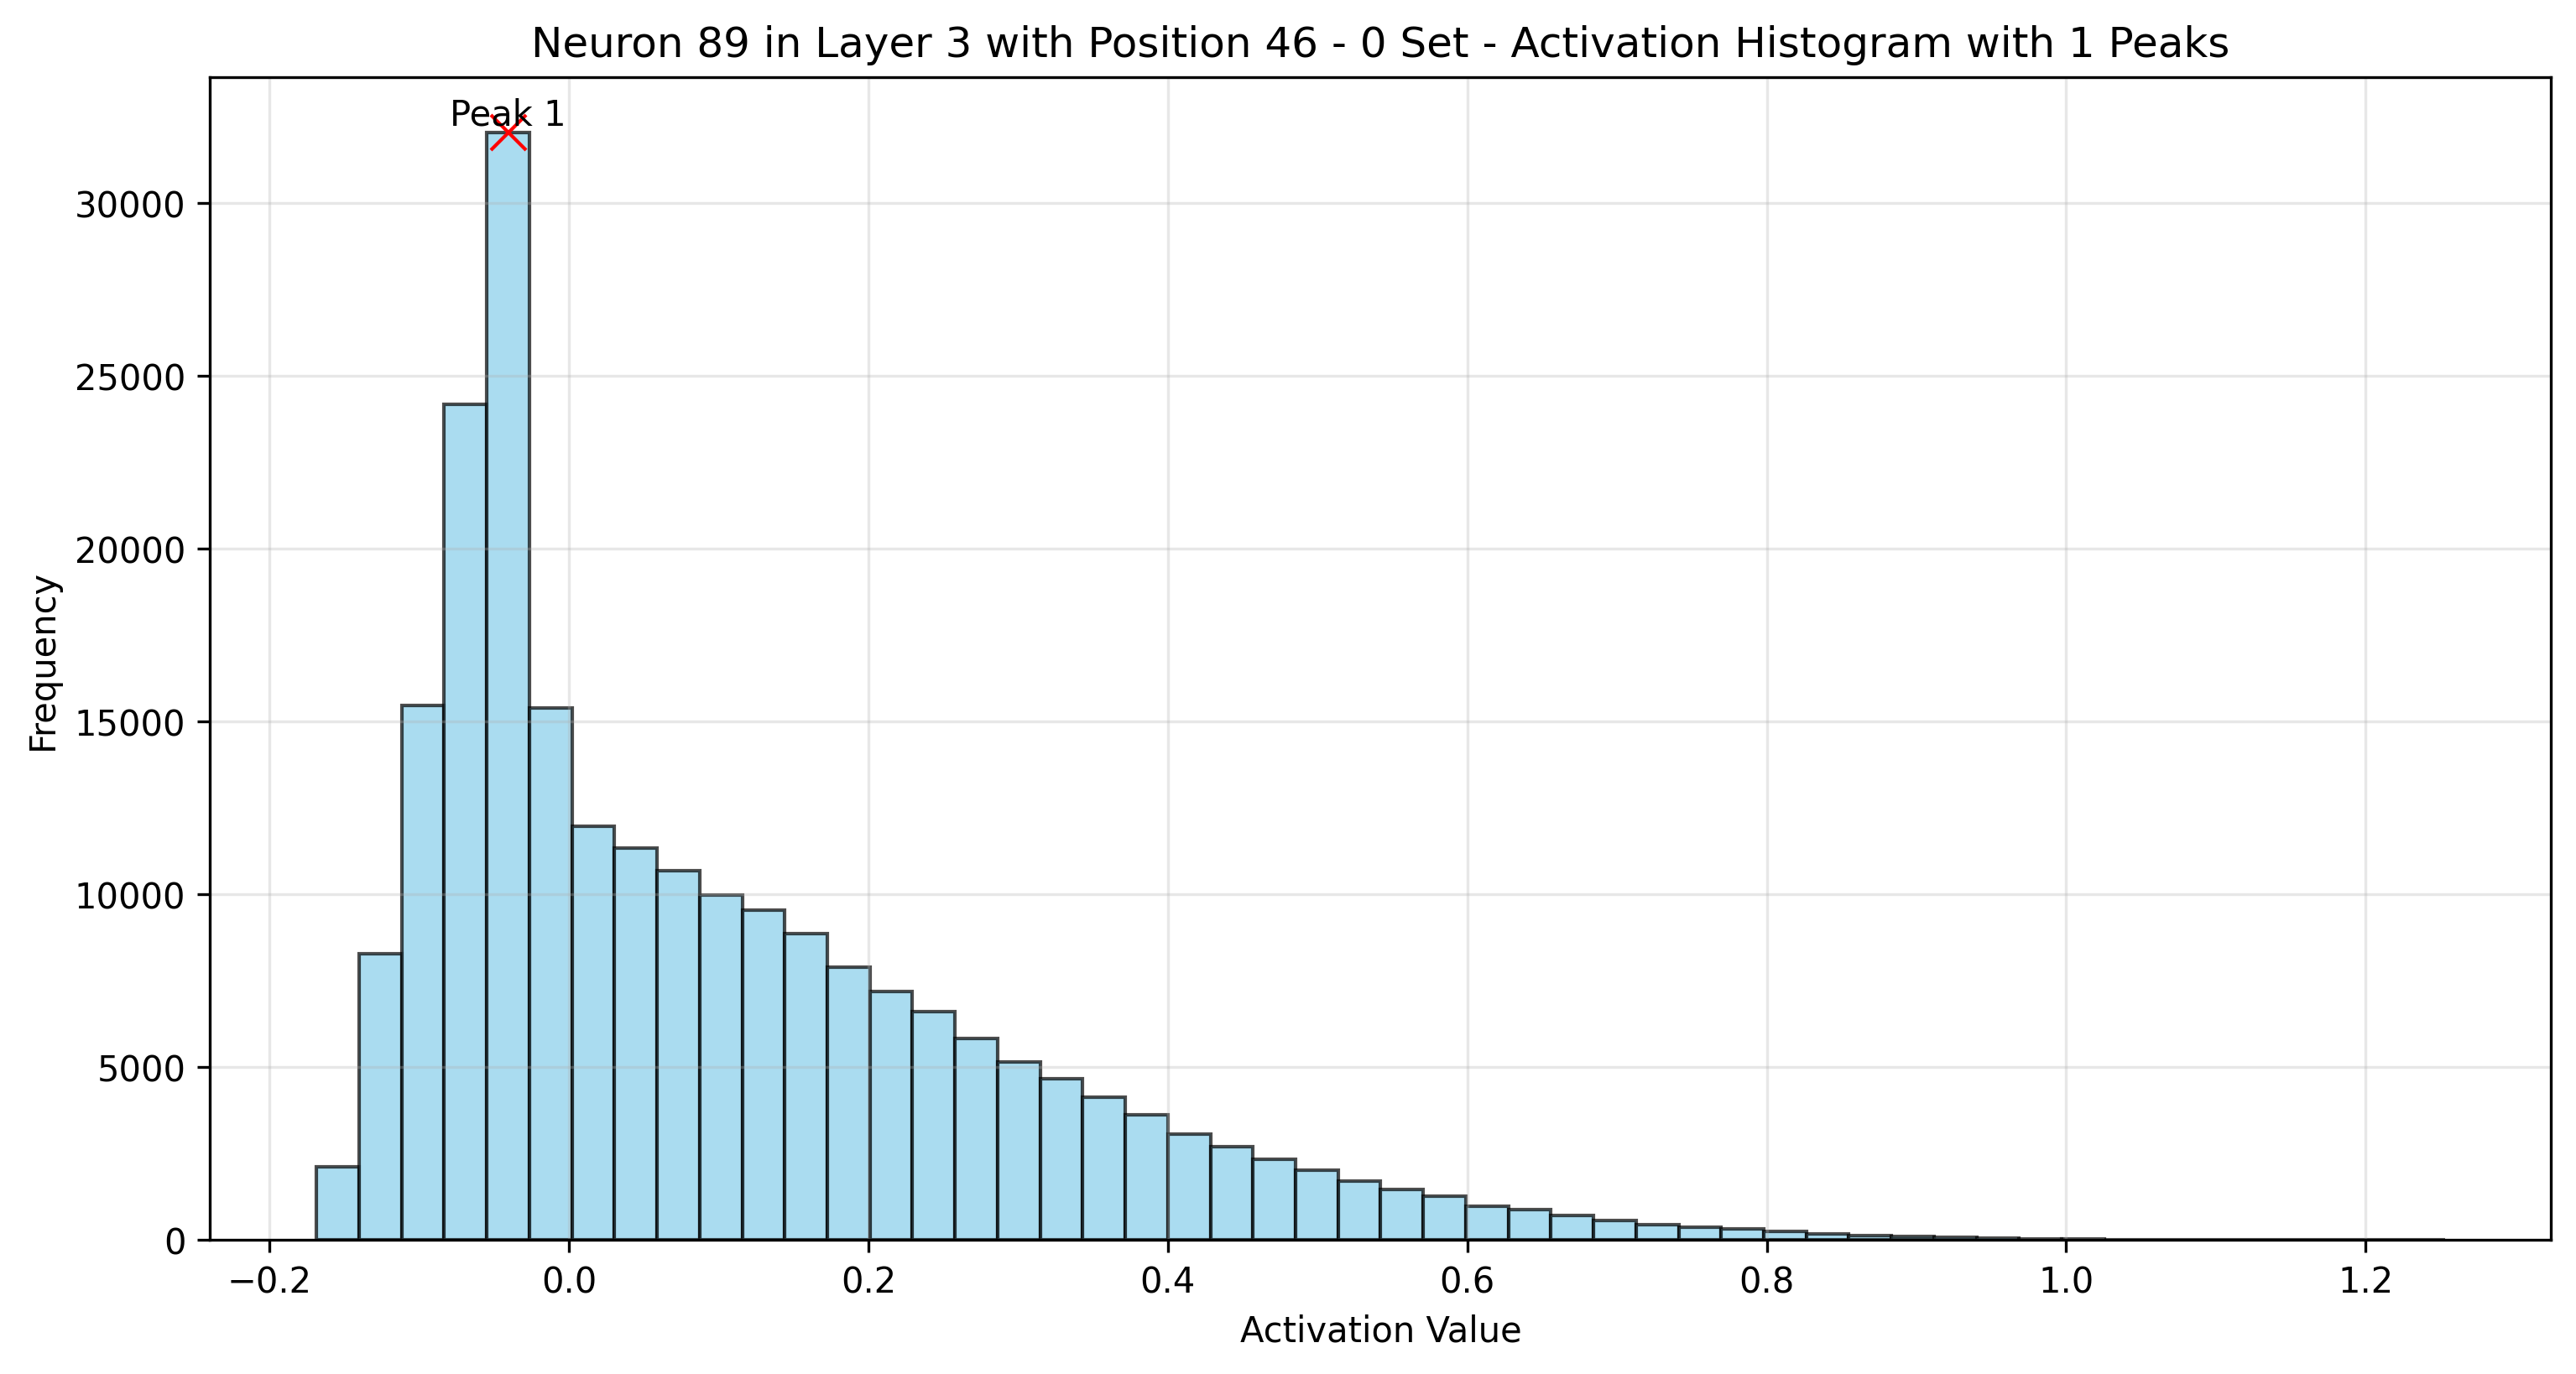 Neuron 89 in Layer 3 with Position 46 - 0 Set - Activation Histogram with 1 Peaks
Peak 1
30000
25000
20000
15000
10000
5000
0
Frequency
−0.2 0.0 0.2 0.4 0.6 0.8 1.0 1.2
Activation Value